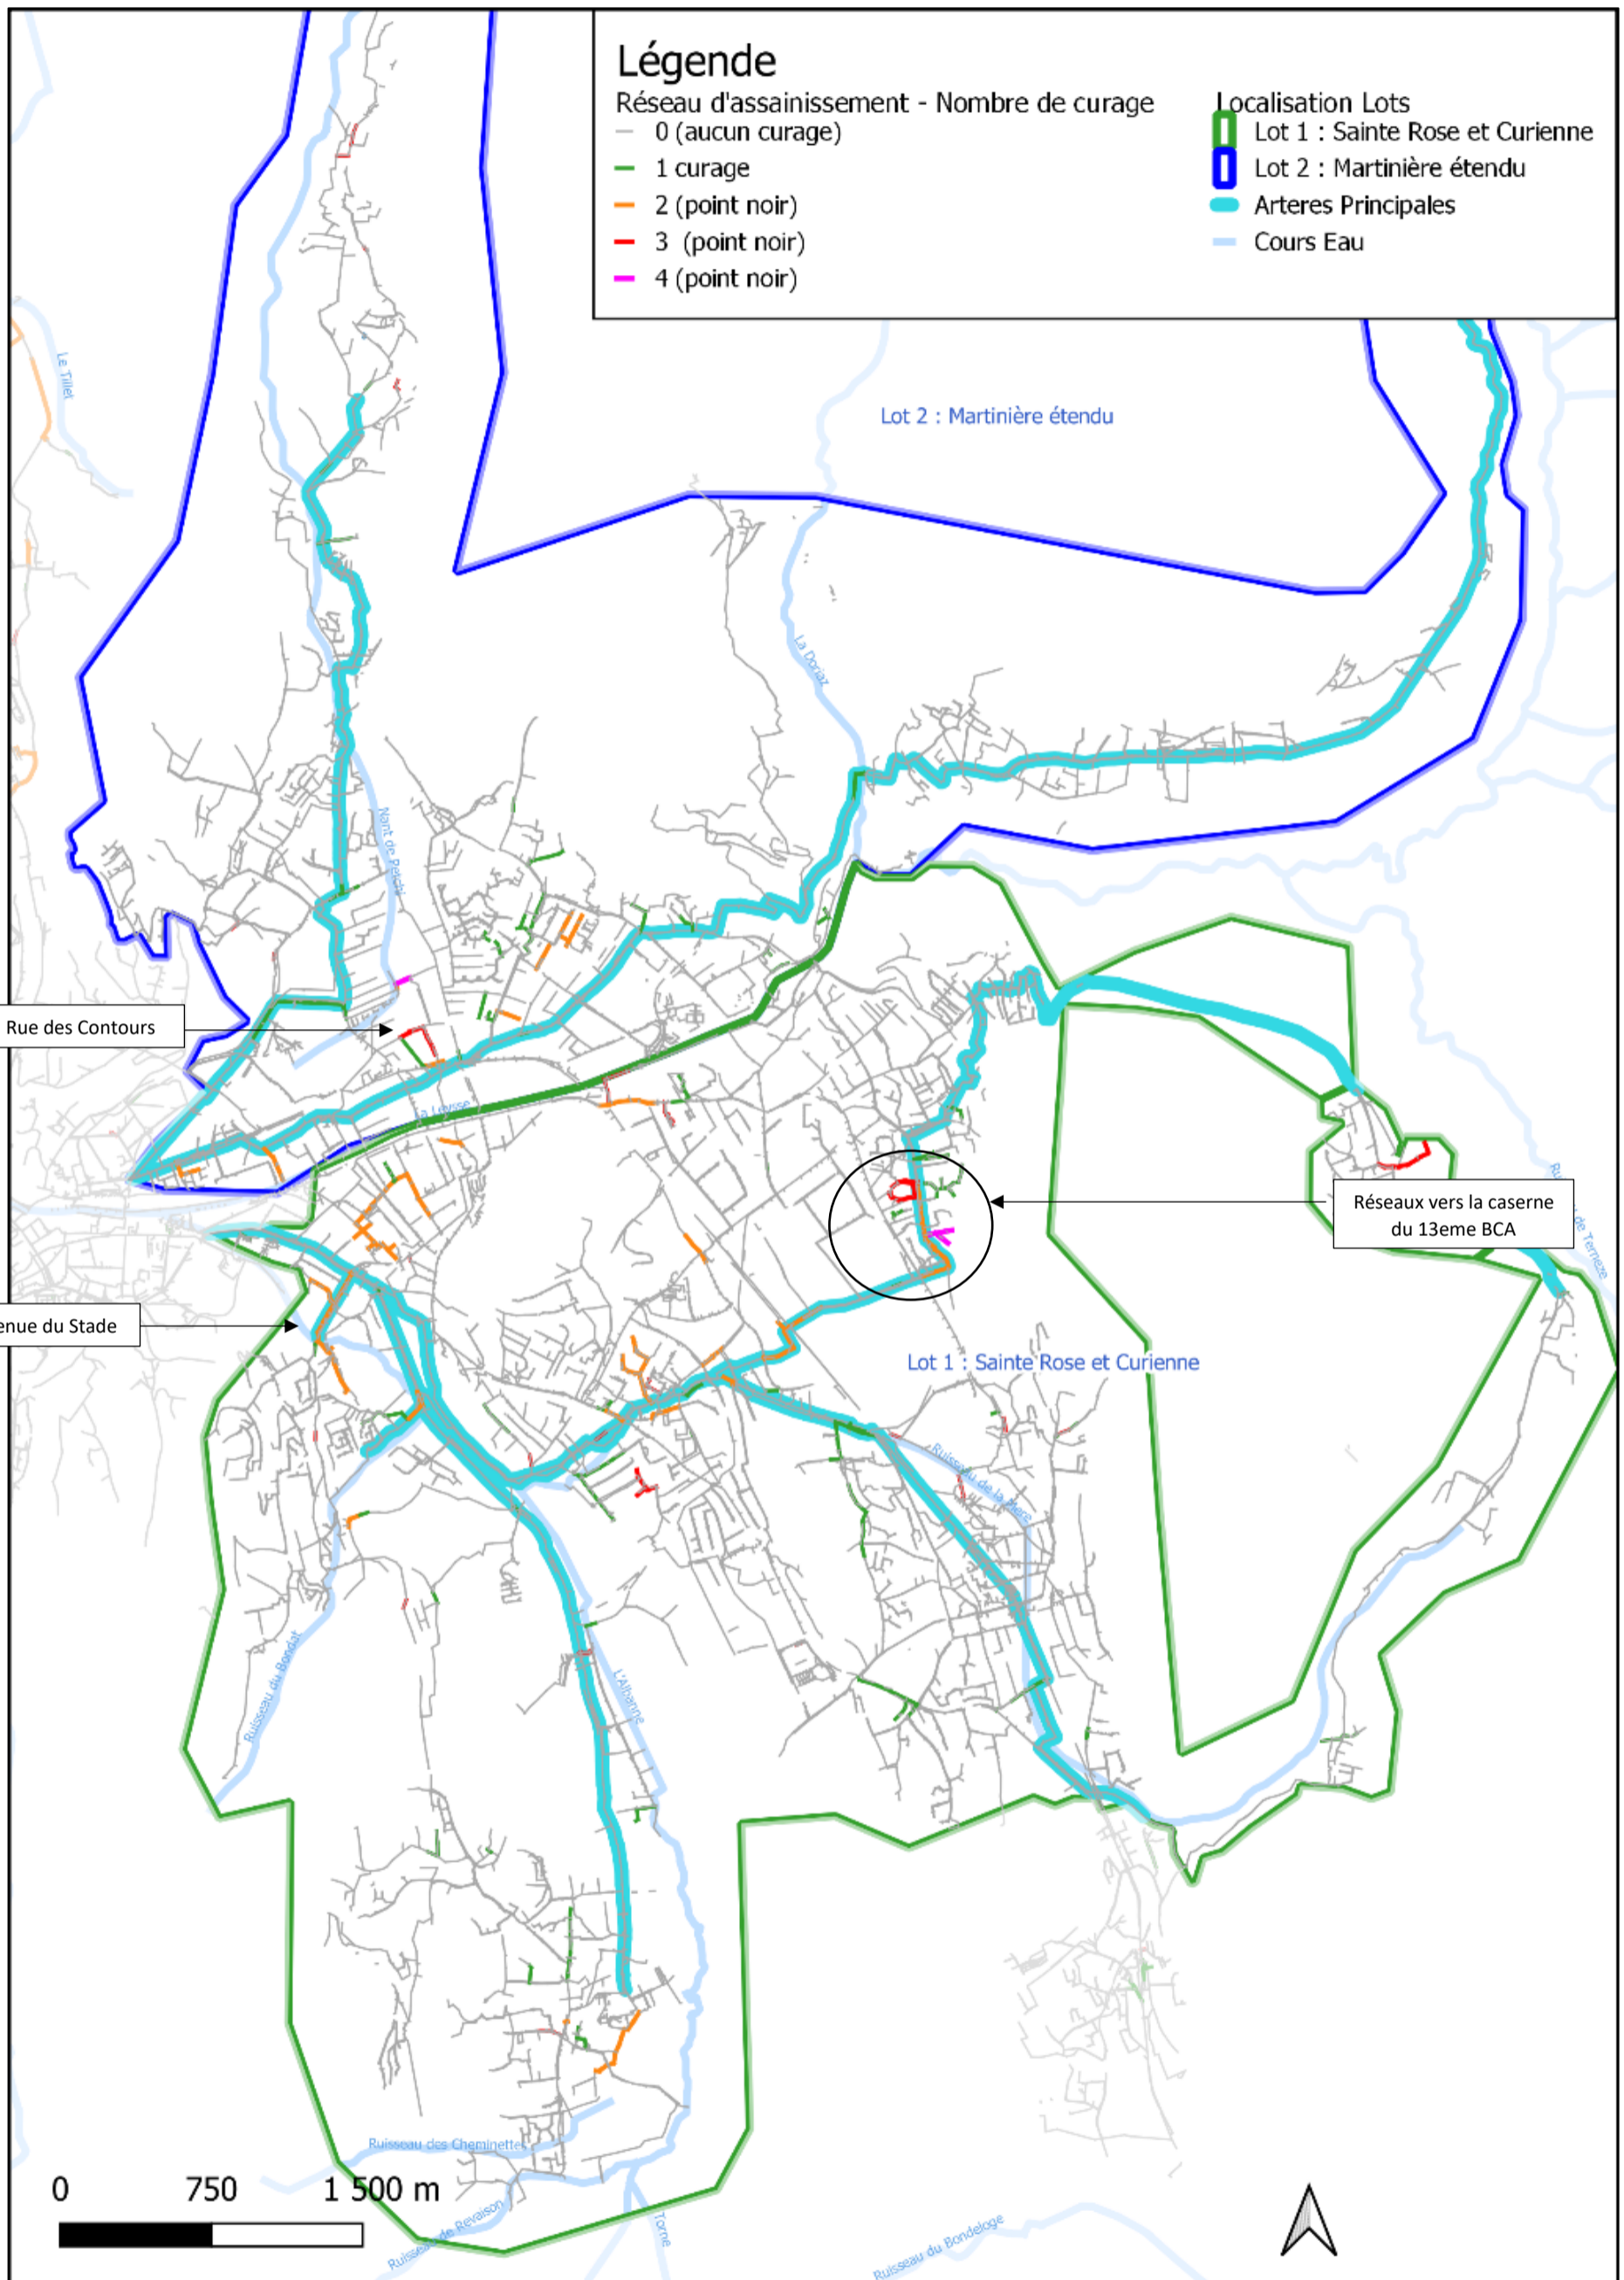 Légende
Réseau d'assainissement - Nombre de curage
0 (aucun curage)
1 curage
2 (point noir)
3 (point noir)
4 (point noir)
Localisation Lots
Lot 1 : Sainte Rose et Curienne
Lot 2 : Martinière étendu
Arteres Principales
Cours Eau
Le Tillet
Lot 2 : Martinière étendu
La Doriaz
Nant de Petchi
Rue des Contours
La Leysse
Réseaux vers la caserne
du 13eme BCA
de Terneze
enue du Stade
Lot 1 : Sainte Rose et Curienne
Ruisseau de la Mère
Ruisseau du Bondat
L'Albanne
Ruisseau des Cheminettes
0 750 1 500 m
Ruisseau de Revaison
Torne
Ruisseau du Bondeloge